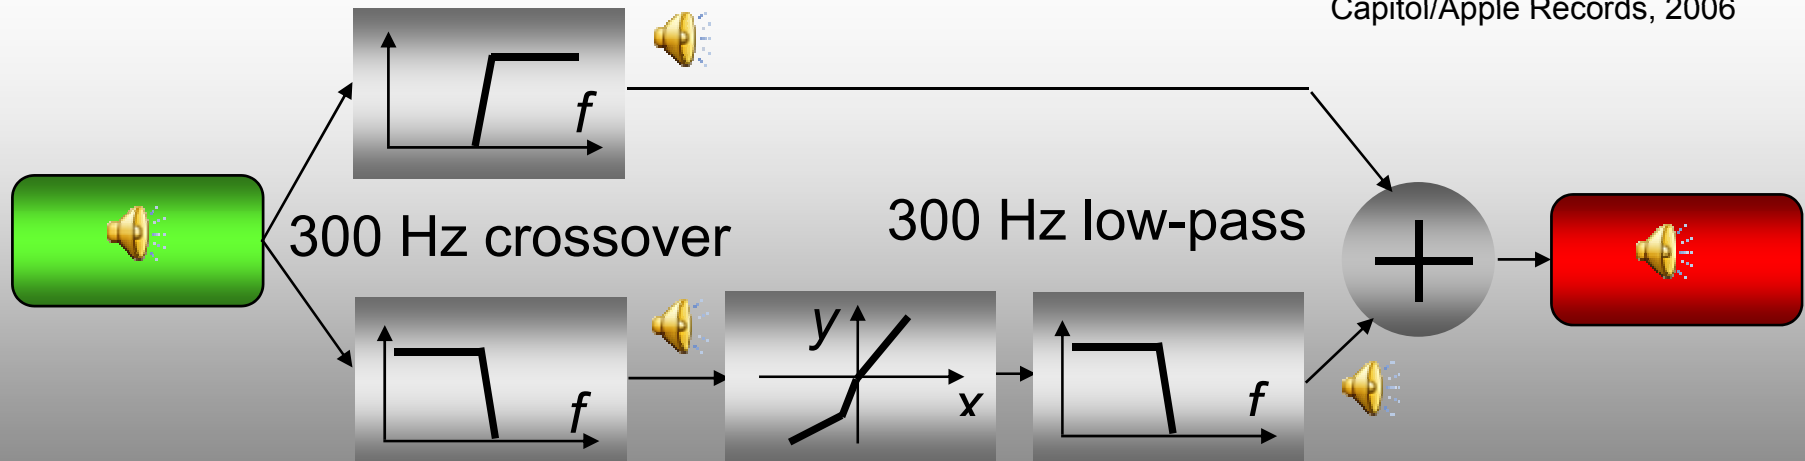 Capitol/Apple Records, 2006
f
300 Hz crossover
300 Hz low-pass
f
y
x
f